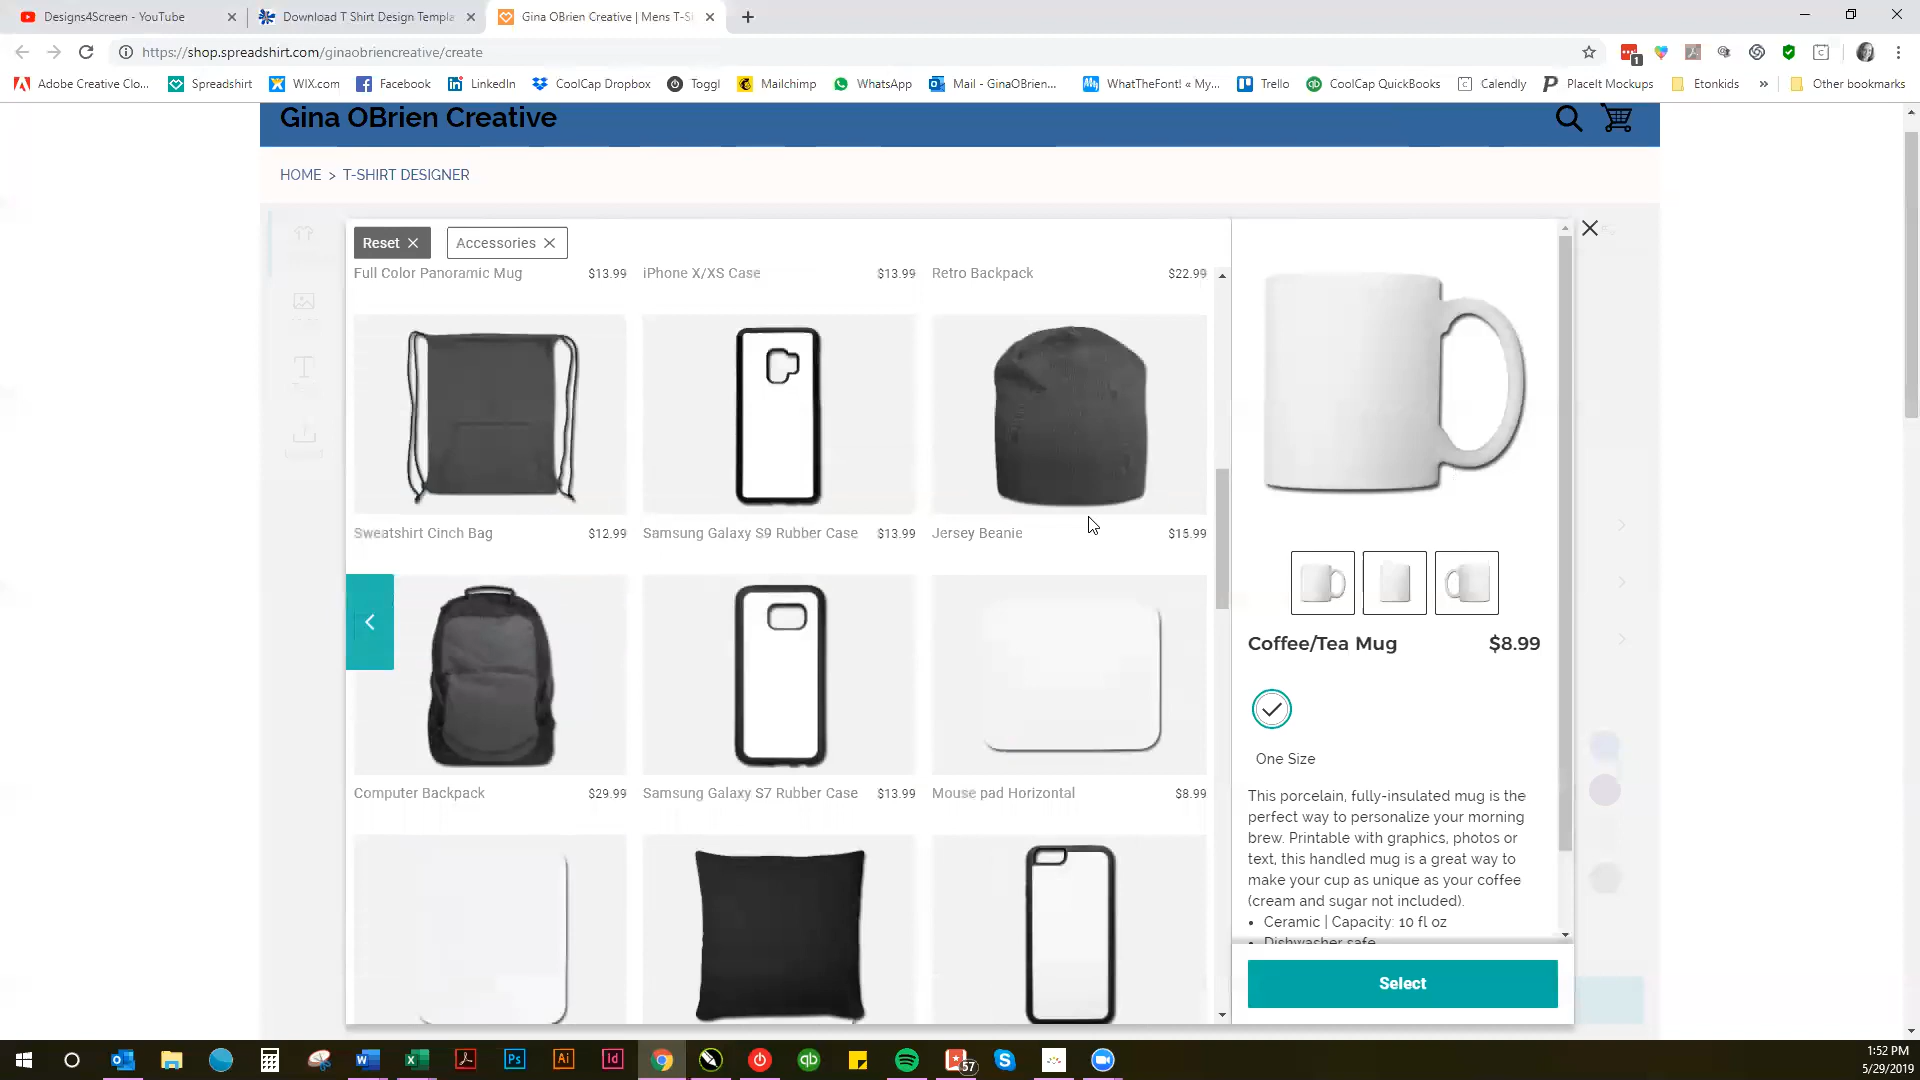 Designs4Screen - YouTube
Download T Shirt Design Templa
Gina OBrien Creative | Mens T-S
https://shop.spreadshirt.com/ginaobriencreative/create
1
Adobe Creative Clo...
Spreadshirt
WIX.com
Facebook
LinkedIn
CoolCap Dropbox
Toggl
Mailchimp
WhatsApp
Mail - GinaOBrien...
WhatTheFont! « My...
Trello
CoolCap QuickBooks
Calendly
PlaceIt Mockups
Etonkids
»
Other bookmarks
Gina OBrien Creative
HOME > T-SHIRT DESIGNER
Reset
Accessories
Full Color Panoramic Mug $13.99
iPhone X/XS Case $13.99
Retro Backpack $22.99
Sweatshirt Cinch Bag $12.99
Samsung Galaxy S9 Rubber Case $13.99
Jersey Beanie $15.99
Computer Backpack $29.99
Samsung Galaxy S7 Rubber Case $13.99
Mouse pad Horizontal $8.99
Coffee/Tea Mug $8.99
One Size
This porcelain, fully-insulated mug is the
perfect way to personalize your morning
brew. Printable with graphics, photos or
text, this handled mug is a great way to
make your cup as unique as your coffee
(cream and sugar not included).
• Ceramic | Capacity: 10 fl oz
• Dishwasher safe
Select
57
1:52 PM
5/29/2019